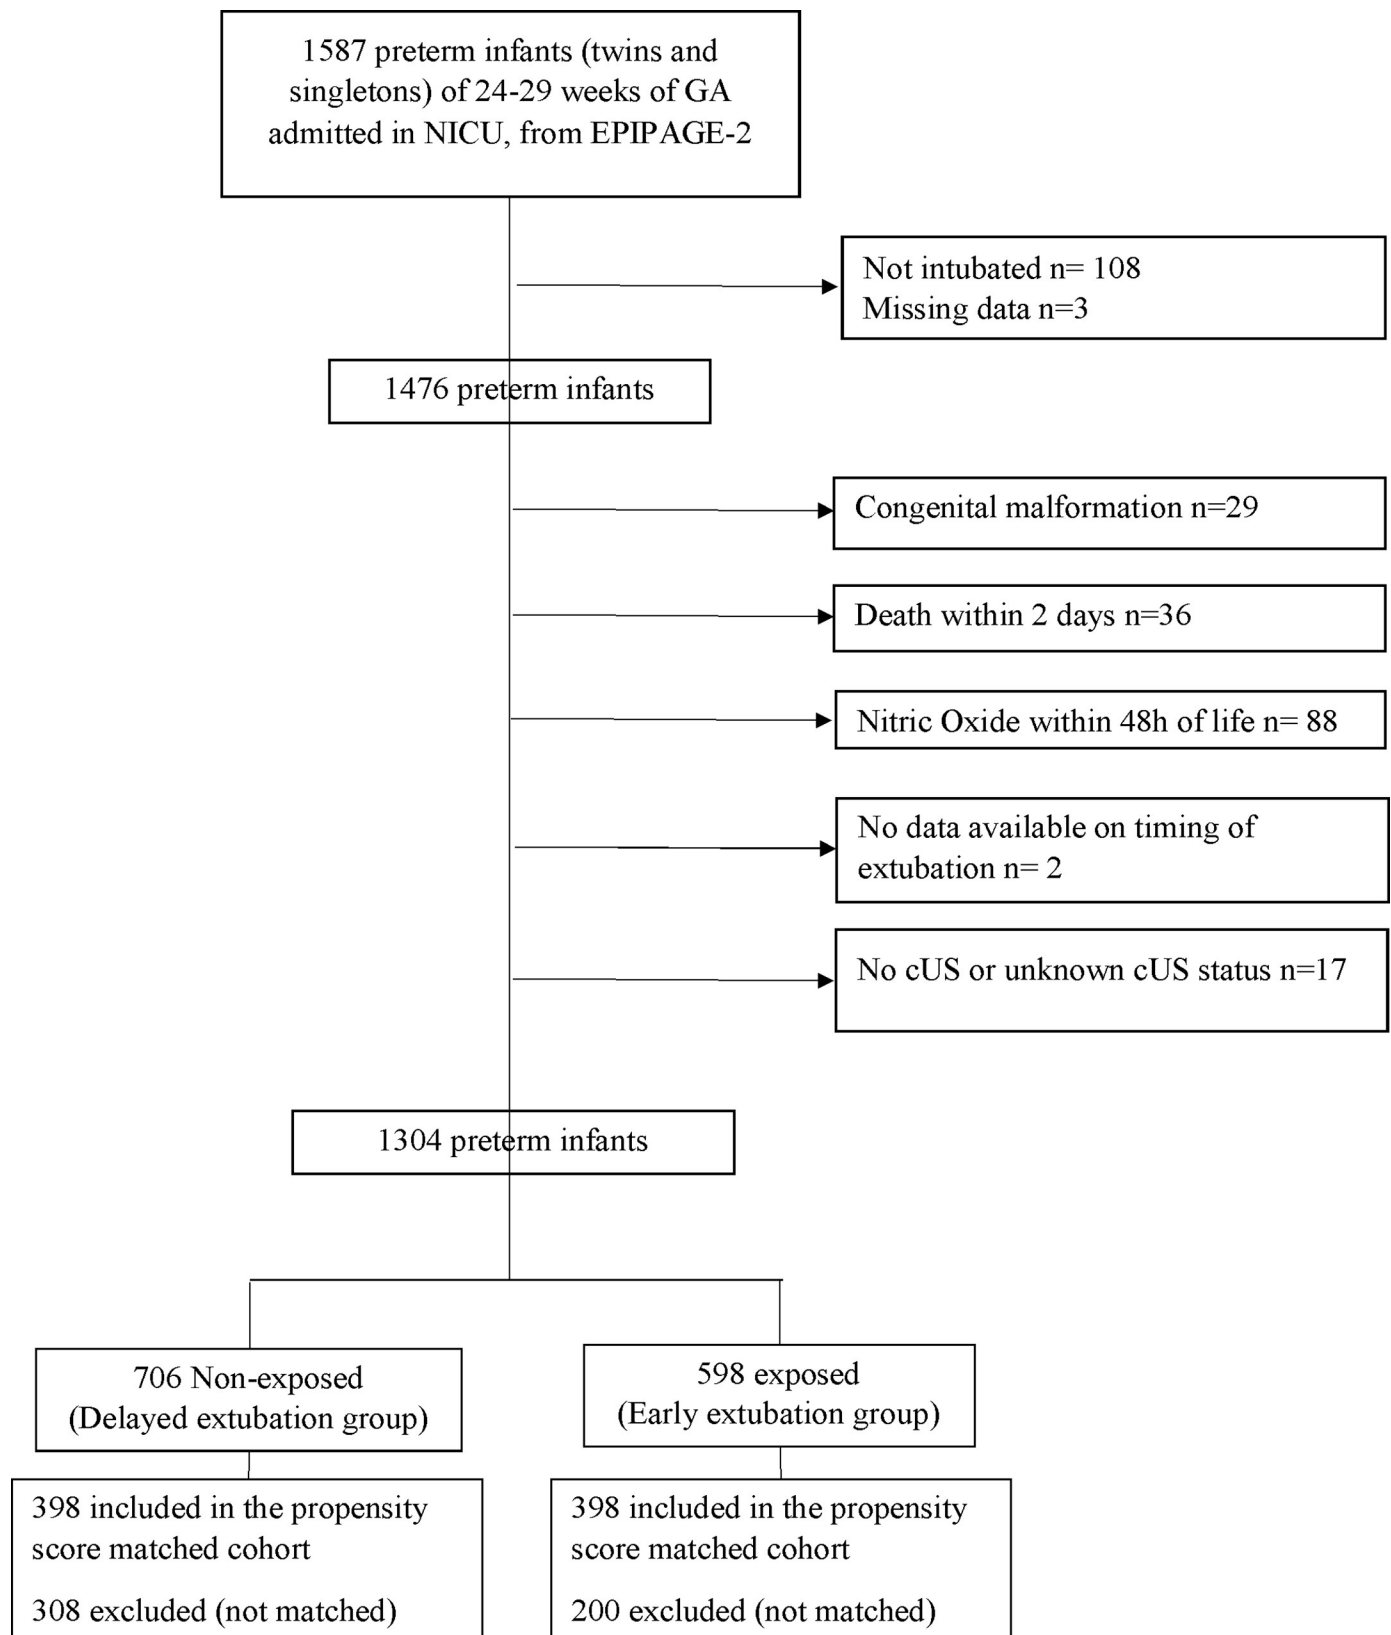 1587 preterm infants (twins and
singletons) of 24-29 weeks of GA
admitted in NICU, from EPIPAGE-2
Not intubated n= 108
Missing data n=3
1476 preterm infants
Congenital malformation n=29
Death within 2 days n=36
Nitric Oxide within 48h of life n= 88
No data available on timing of
extubation n= 2
No cUS or unknown cUS status n=17
1304 preterm infants
706 Non-exposed
(Delayed extubation group)
598 exposed
(Early extubation group)
398 included in the propensity
score matched cohort
308 excluded (not matched)
398 included in the propensity
score matched cohort
200 excluded (not matched)